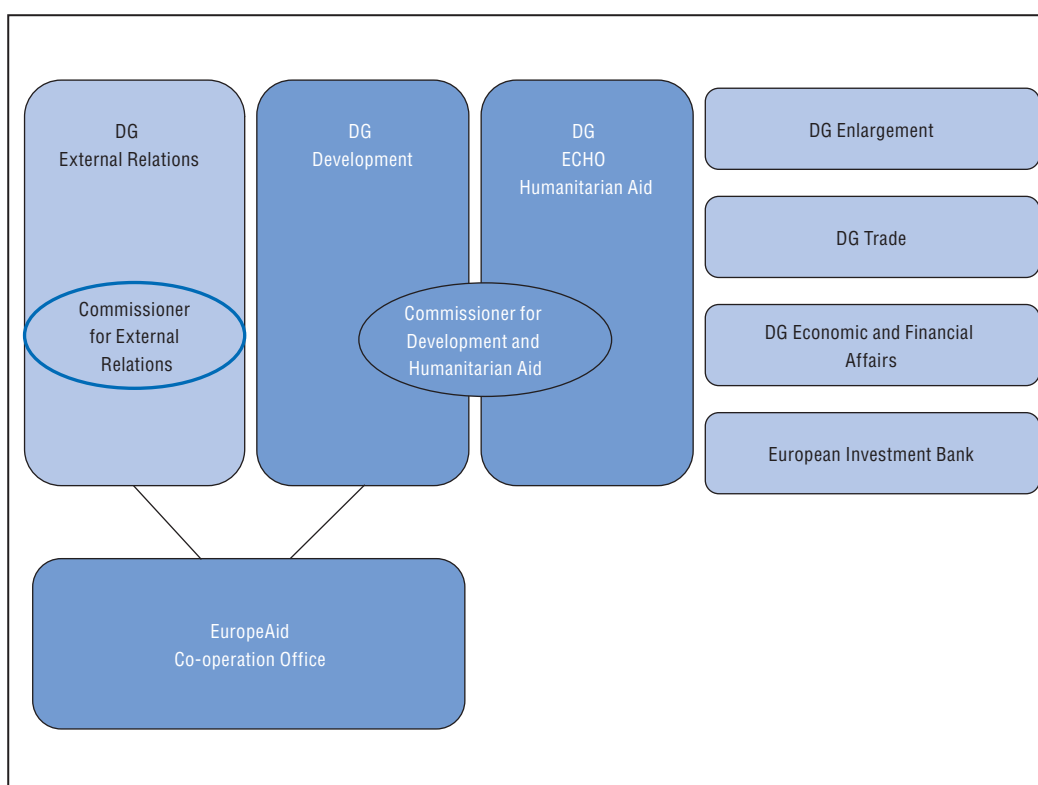 DG
External Relations
Commissioner
for External
Relations
DG
Development
DG
ECHO
Humanitarian Aid
Commissioner for
Development and
Humanitarian Aid
DG Enlargement
DG Trade
DG Economic and Financial
Affairs
European Investment Bank
EuropeAid
Co-operation Office